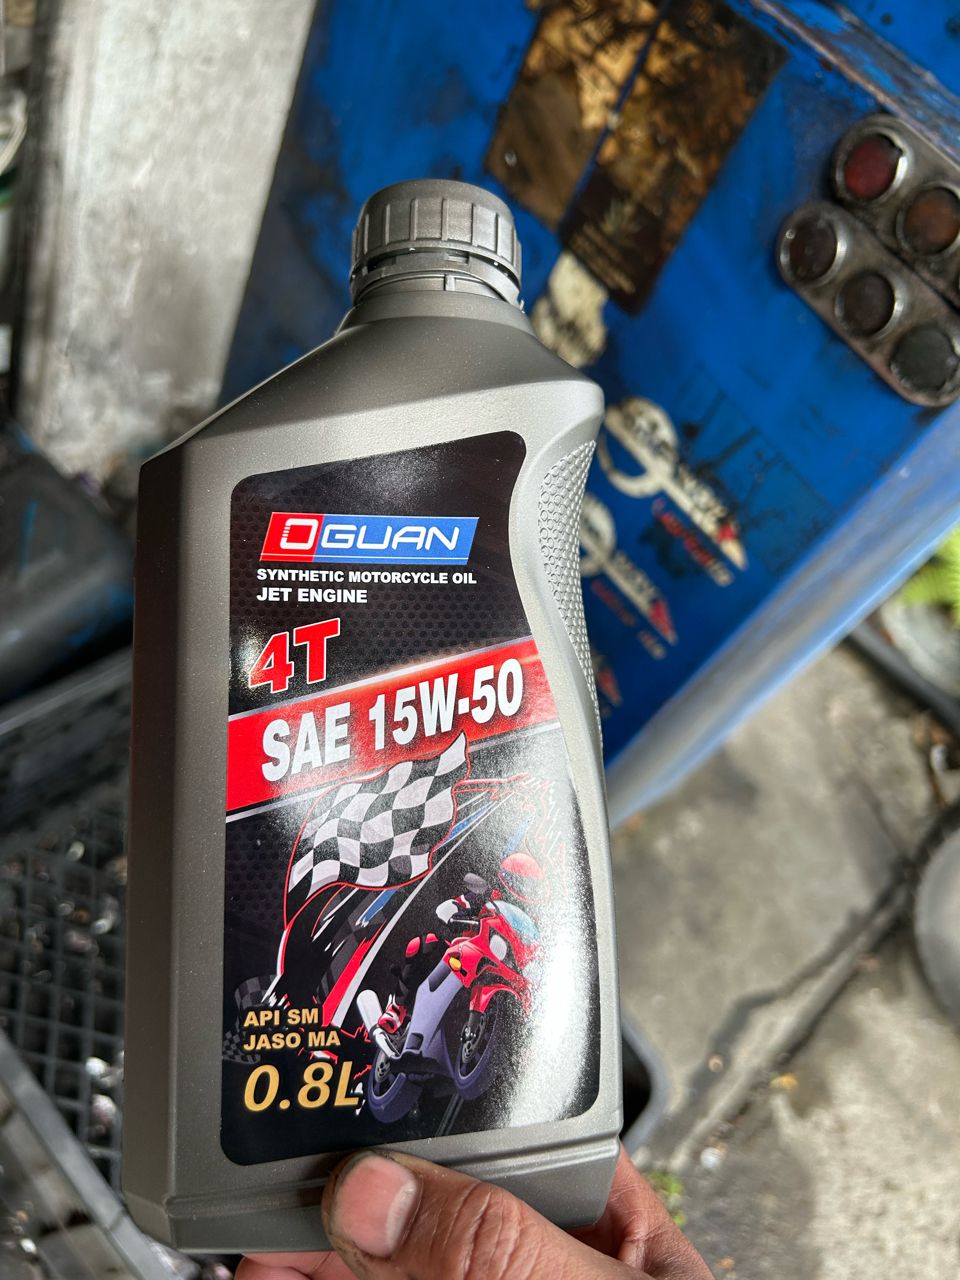 OGUAN
SYNTHETIC MOTORCYCLE OIL
JET ENGINE
4T
SAE 15W-50
API SM
JASO MA
0.8L